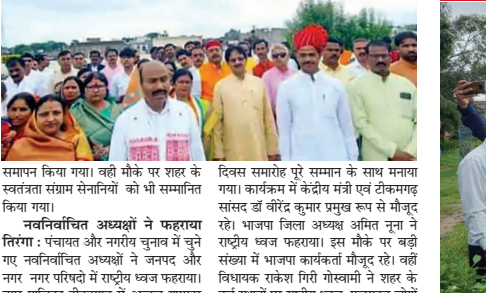 समापन किया गया। वही मौके पर शहर के
स्वतंत्रता संग्राम सेनानियों को भी सम्मानित
किया गया।
नवनिर्वाचित अध्यक्षों ने फहराया
तिरंगा : पंचायत और नगरीय चुनाव में चुने
गए नवनिर्वाचित अध्यक्षों ने जनपद और
नगर नगर परिषदो में राष्ट्रीय ध्वज फहराया।
दिवस समारोह पूरे सम्मान के साथ मनाया
गया। कार्यक्रम में केंद्रीय मंत्री एवं टीकमगढ़
सांसद डॉ वीरेंद्र कुमार प्रमुख रूप से मौजूद
रहे। भाजपा जिला अध्यक्ष अमित नूना ने
राष्ट्रीय ध्वज फहराया। इस मौके पर बड़ी
संख्या में भाजपा कार्यकर्ता मौजूद रहे। वहीं
विधायक राकेश गिरी गोस्वामी ने शहर के